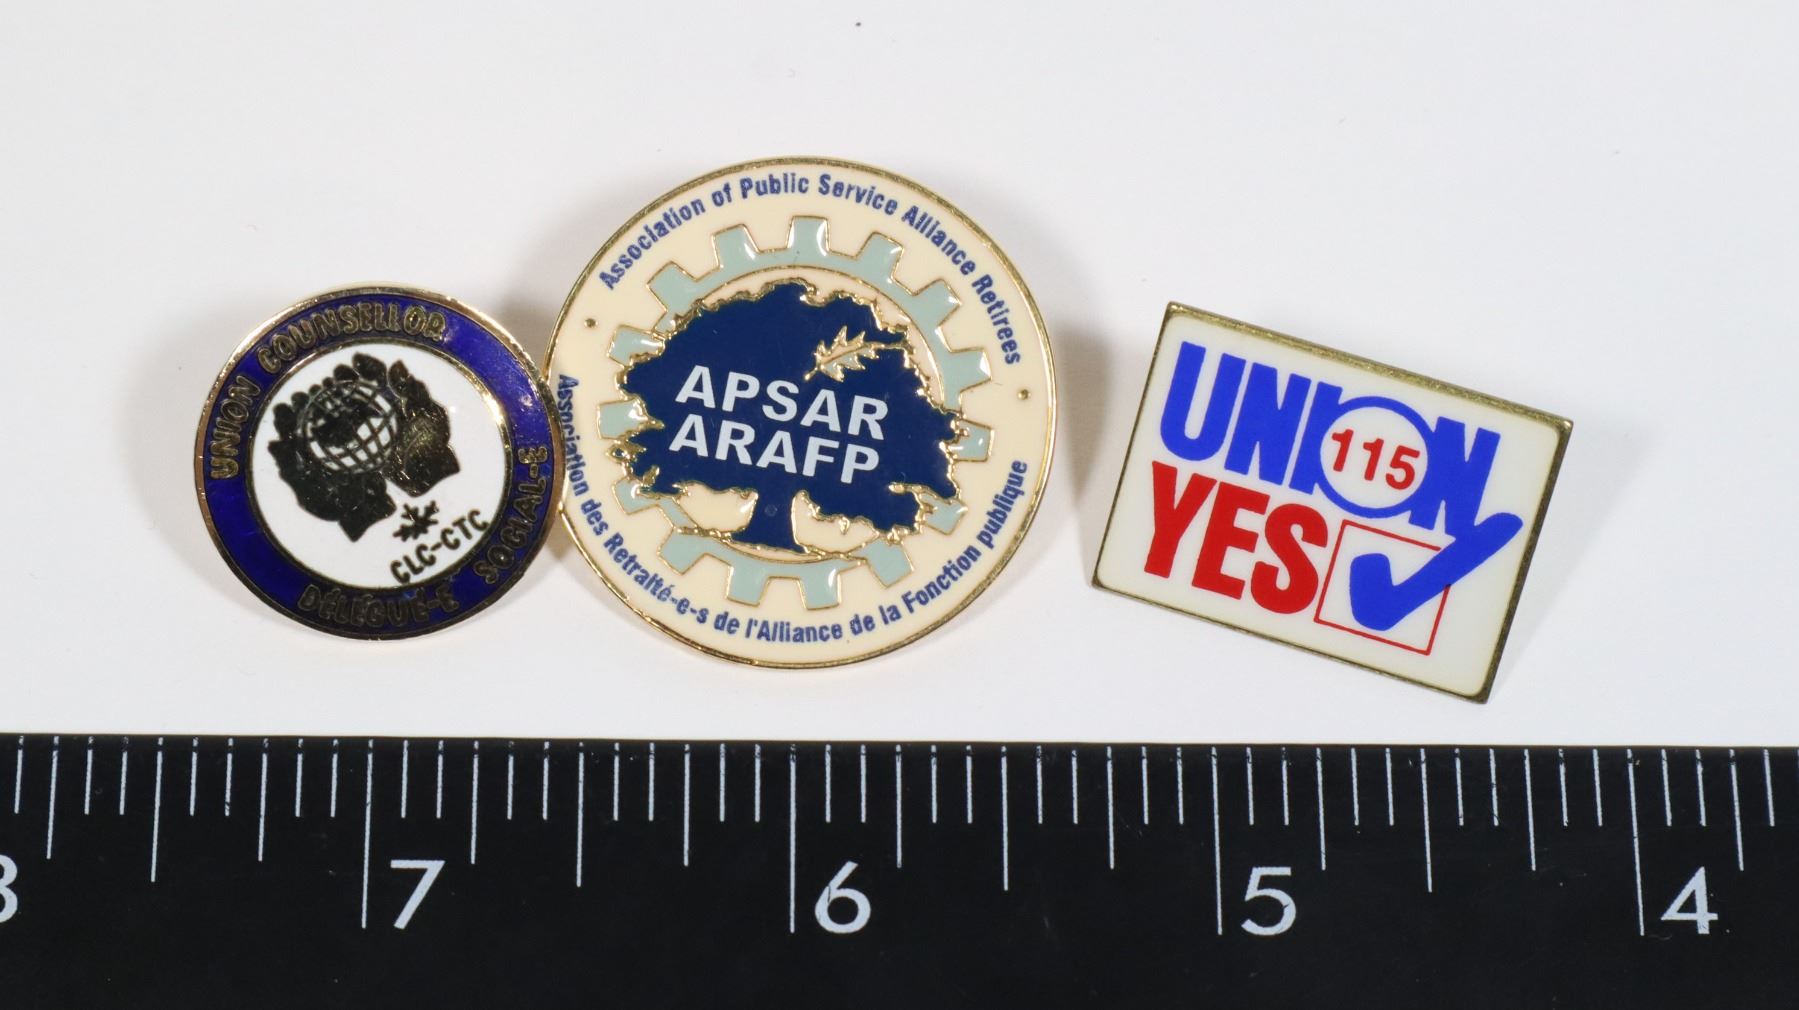 UNION COUNSELLOR
CLC-CTC
DÉLÉGUÉ-E SOCIAL-E
Association of Public Service Alliance Retirees
APSAR
ARAFP
Association des Retraité-e-s de l'Alliance de la Fonction publique
UNION
115
YES
8 7 6 5 4